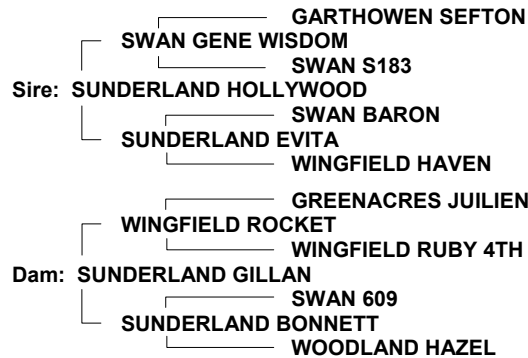 GARTHOWEN SEFTON
SWAN GENE WISDOM
SWAN S183
Sire: SUNDERLAND HOLLYWOOD
SWAN BARON
SUNDERLAND EVITA
WINGFIELD HAVEN
GREENACRES JUILIEN
WINGFIELD ROCKET
WINGFIELD RUBY 4TH
Dam: SUNDERLAND GILLAN
SWAN 609
SUNDERLAND BONNETT
WOODLAND HAZEL